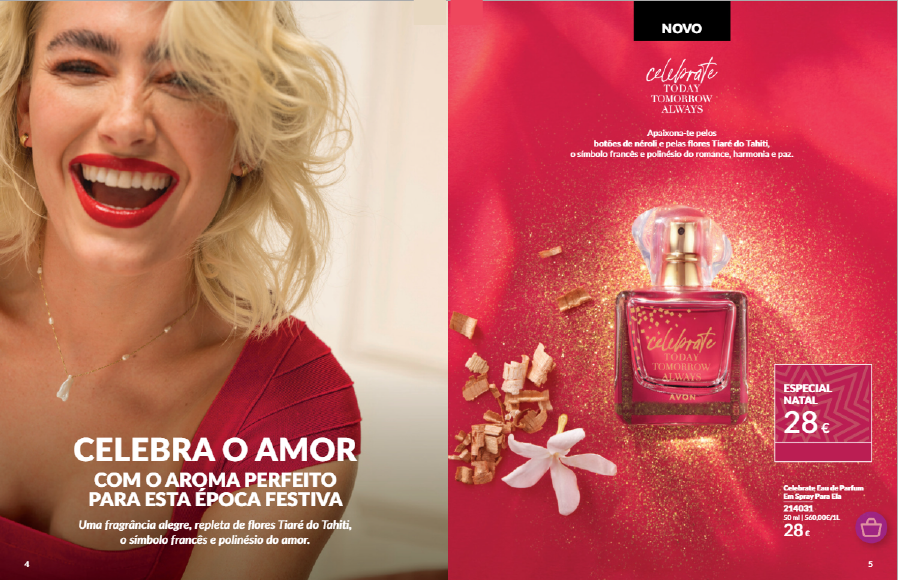 CELEBRA O AMOR
COM O AROMA PERFEITO
PARA ESTA ÉPOCA FESTIVA
Uma fragrância alegre, repleta de flores Tiaré do Tahiti,
o símbolo francês e polinésio do amor.
4
NOVO
celebrate
TODAY
TOMORROW
ALWAYS
Apaixona-te pelos
botões de néroli e pelas flores Tiaré do Tahiti,
o símbolo francês e polinésio do romance, harmonia e paz.
celebrate
TODAY
TOMORROW
ALWAYS
AVON
ESPECIAL
NATAL
28 €
Celebrate Eau de Parfum
Em Spray Para Ela
214031
50 ml | 560,00€/1L
28 €
5